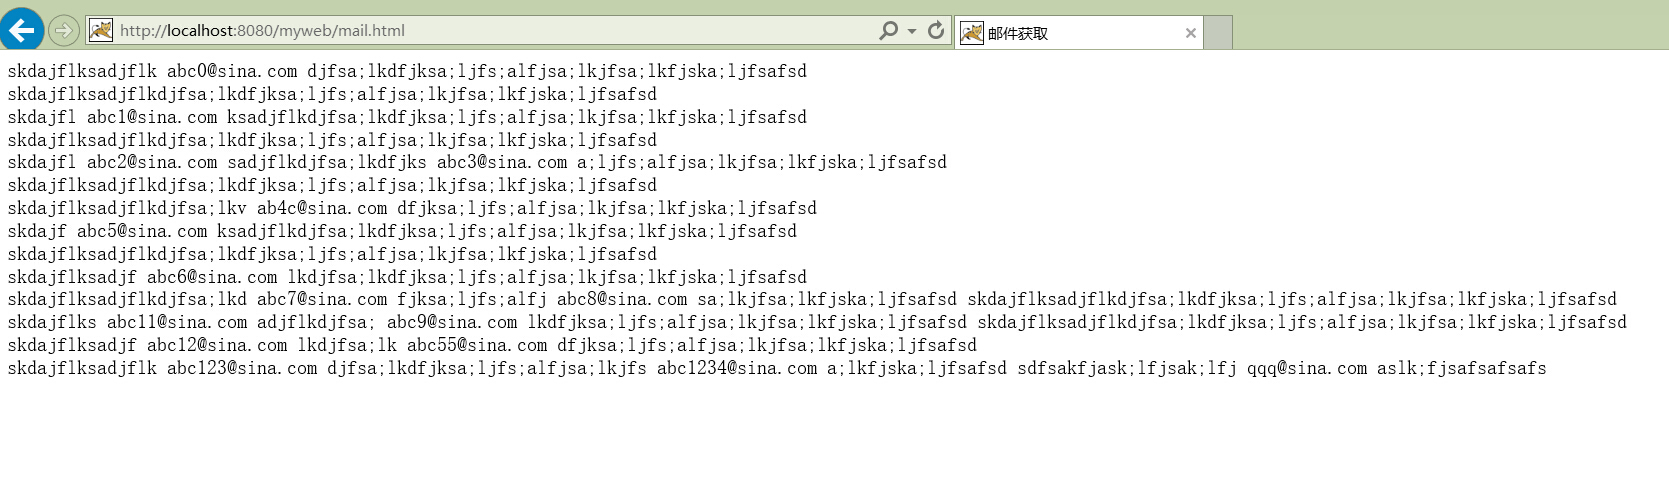 http://localhost:8080/myweb/mail.html
邮件获取
skdajflksadjflk abc0@sina.com djfsa;lkdfjksa;ljfs;alfjsa;lkjfsa;lkfjska;ljfsafsd
skdajflksadjflkdjfsa;lkdfjksa;ljfs;alfjsa;lkjfsa;lkfjska;ljfsafsd
skdajfl abc1@sina.com ksadjflkdjfsa;lkdfjksa;ljfs;alfjsa;lkjfsa;lkfjska;ljfsafsd
skdajflksadjflkdjfsa;lkdfjksa;ljfs;alfjsa;lkjfsa;lkfjska;ljfsafsd
skdajfl abc2@sina.com sadjflkdjfsa;lkdfjks abc3@sina.com a;ljfs;alfjsa;lkjfsa;lkfjska;ljfsafsd
skdajflksadjflkdjfsa;lkdfjksa;ljfs;alfjsa;lkjfsa;lkfjska;ljfsafsd
skdajflksadjflkdjfsa;lkv ab4c@sina.com dfjksa;ljfs;alfjsa;lkjfsa;lkfjska;ljfsafsd
skdajf abc5@sina.com ksadjflkdjfsa;lkdfjksa;ljfs;alfjsa;lkjfsa;lkfjska;ljfsafsd
skdajflksadjflkdjfsa;lkdfjksa;ljfs;alfjsa;lkjfsa;lkfjska;ljfsafsd
skdajflksadjf abc6@sina.com lkdjfsa;lkdfjksa;ljfs;alfjsa;lkjfsa;lkfjska;ljfsafsd
skdajflksadjflkdjfsa;lkd abc7@sina.com fjksa;ljfs;alfj abc8@sina.com sa;lkjfsa;lkfjska;ljfsafsd skdajflksadjflkdjfsa;lkdfjksa;ljfs;alfjsa;lkjfsa;lkfjska;ljfsafsd
skdajflks abc11@sina.com adjflkdjfsa; abc9@sina.com lkdfjksa;ljfs;alfjsa;lkjfsa;lkfjska;ljfsafsd skdajflksadjflkdjfsa;lkdfjksa;ljfs;alfjsa;lkjfsa;lkfjska;ljfsafsd
skdajflksadjf abc12@sina.com lkdjfsa;lk abc55@sina.com dfjksa;ljfs;alfjsa;lkjfsa;lkfjska;ljfsafsd
skdajflksadjflk abc123@sina.com djfsa;lkdfjksa;ljfs;alfjsa;lkjfs abc1234@sina.com a;lkfjska;ljfsafsd sdfsakfjask;lfjsak;lfj qqq@sina.com aslk;fjsafsafsafs